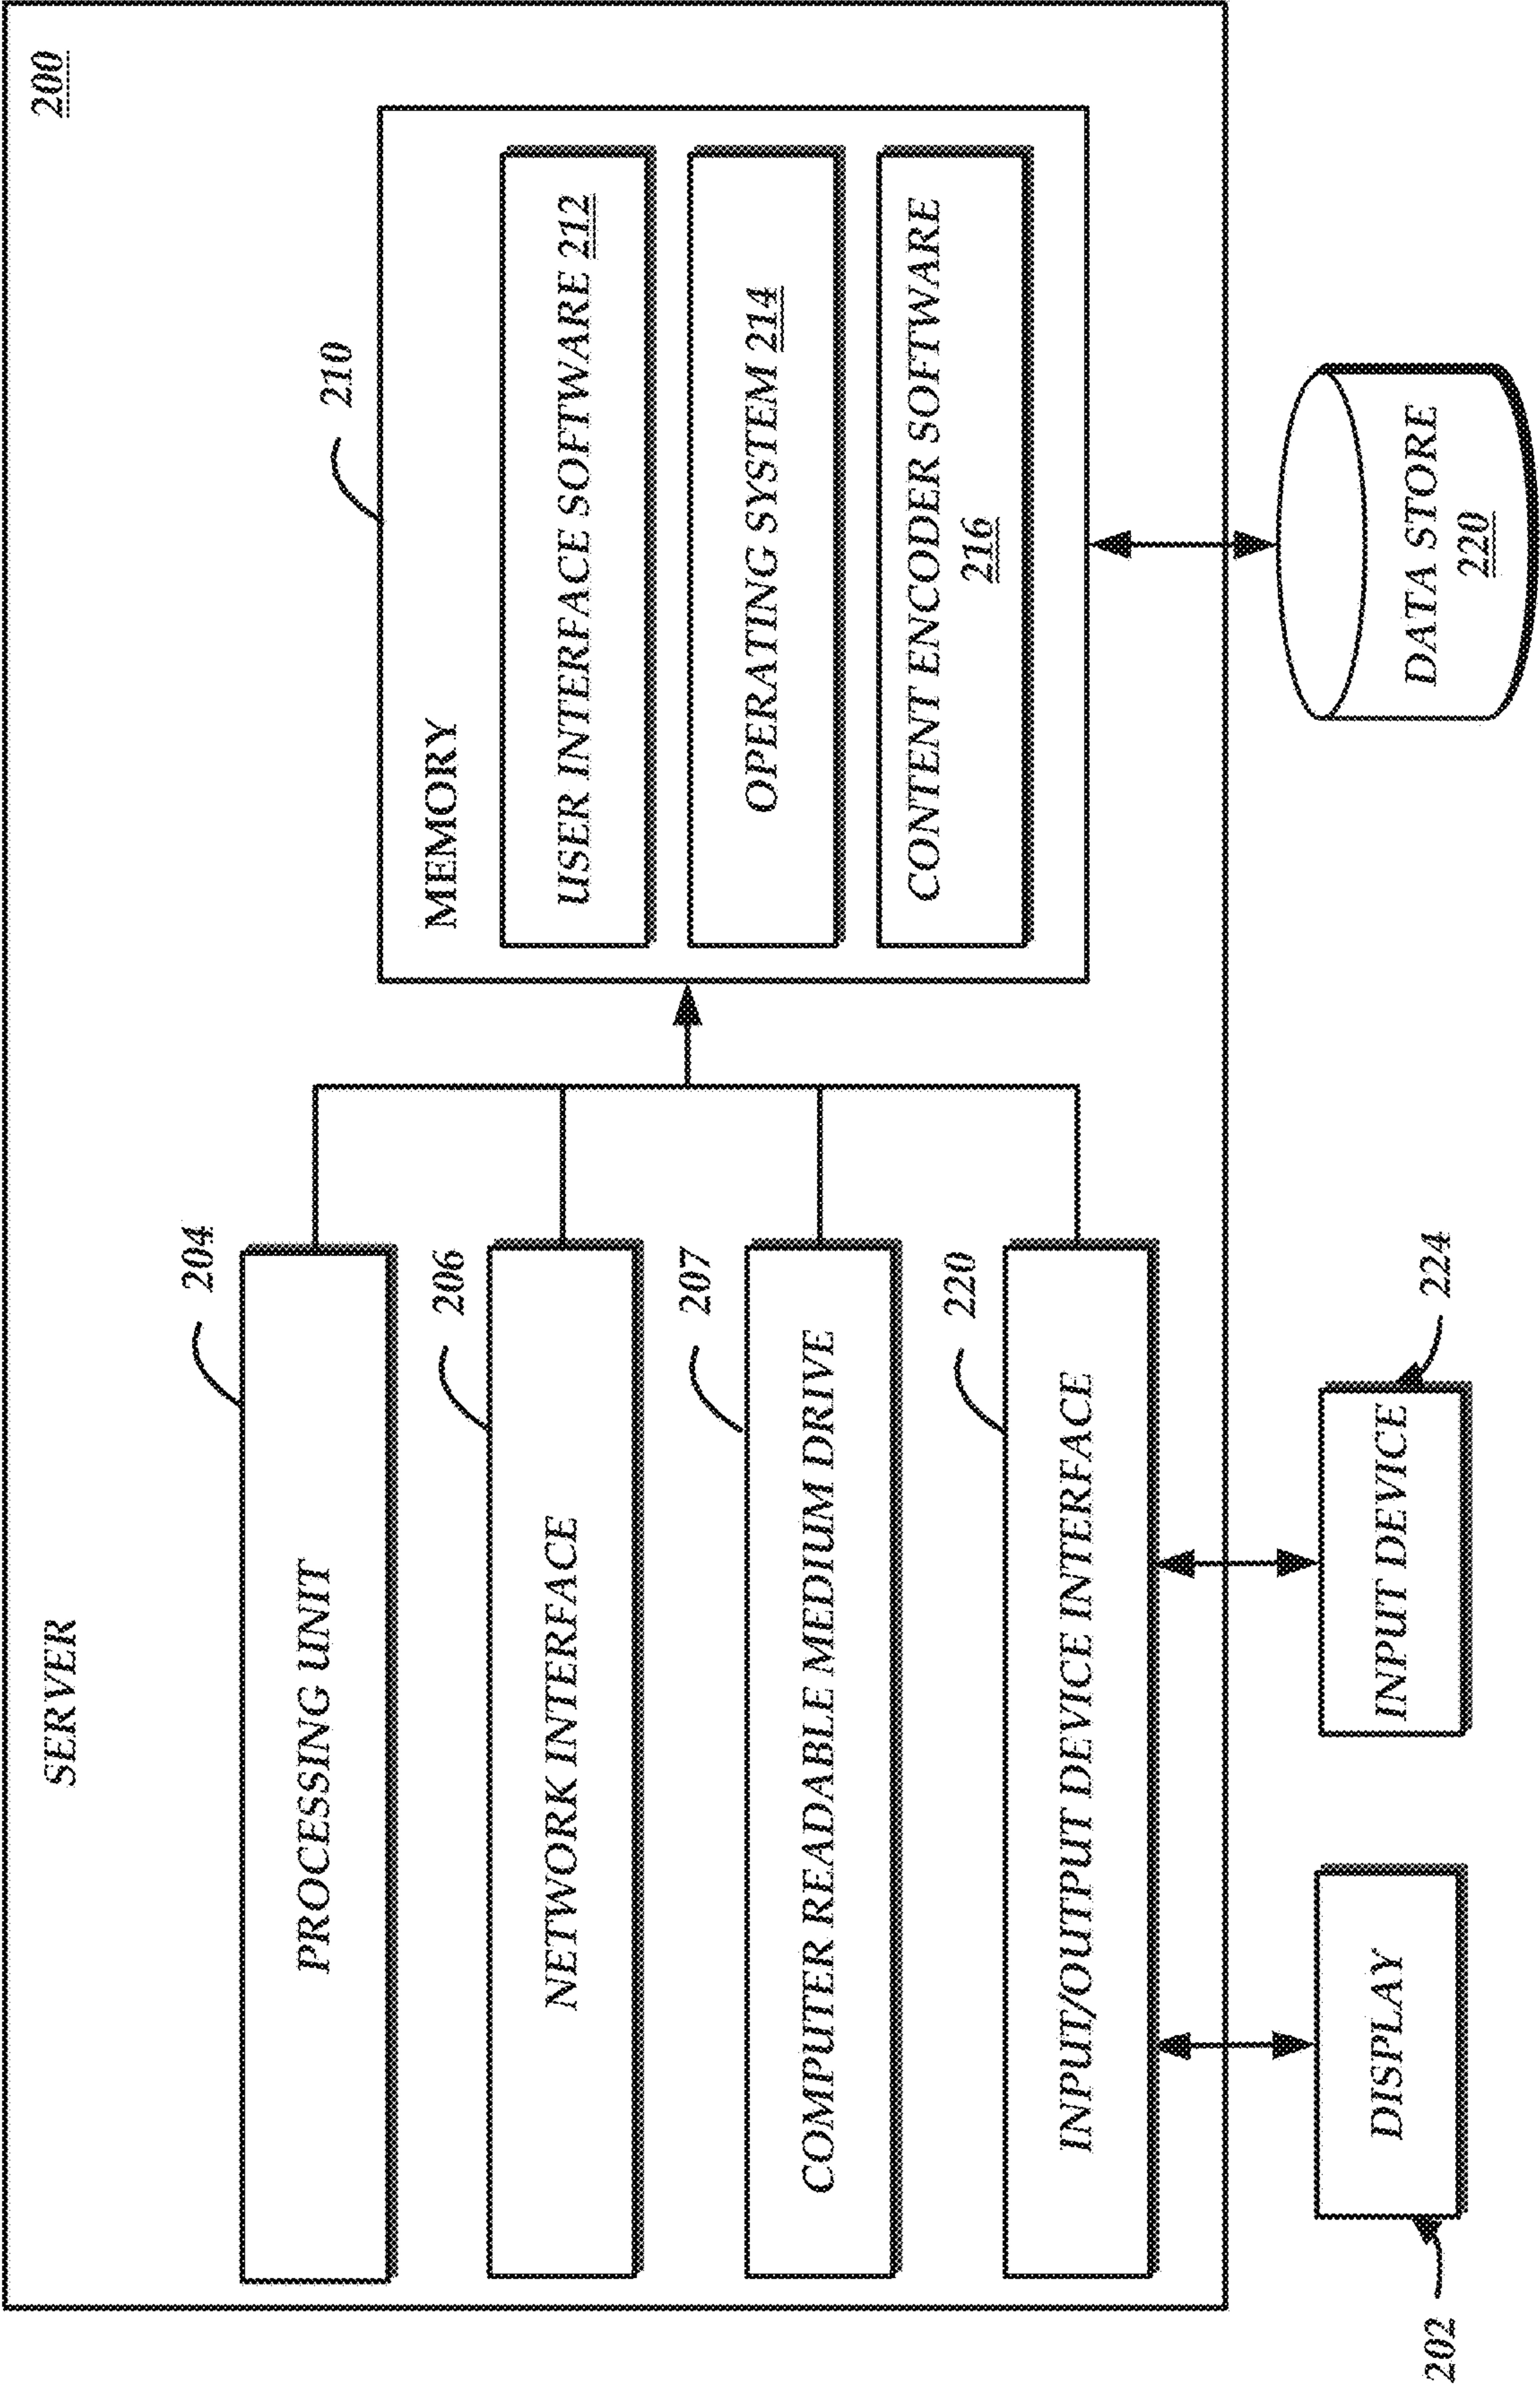 SERVER
200
204
PROCESSING UNIT
206
NETWORK INTERFACE
207
COMPUTER READABLE MEDIUM DRIVE
220
INPUT/OUTPUT DEVICE INTERFACE
210
MEMORY
USER INTERFACE SOFTWARE 212
OPERATING SYSTEM 214
CONTENT ENCODER SOFTWARE
216
202
DISPLAY
INPUT DEVICE
224
DATA STORE
220